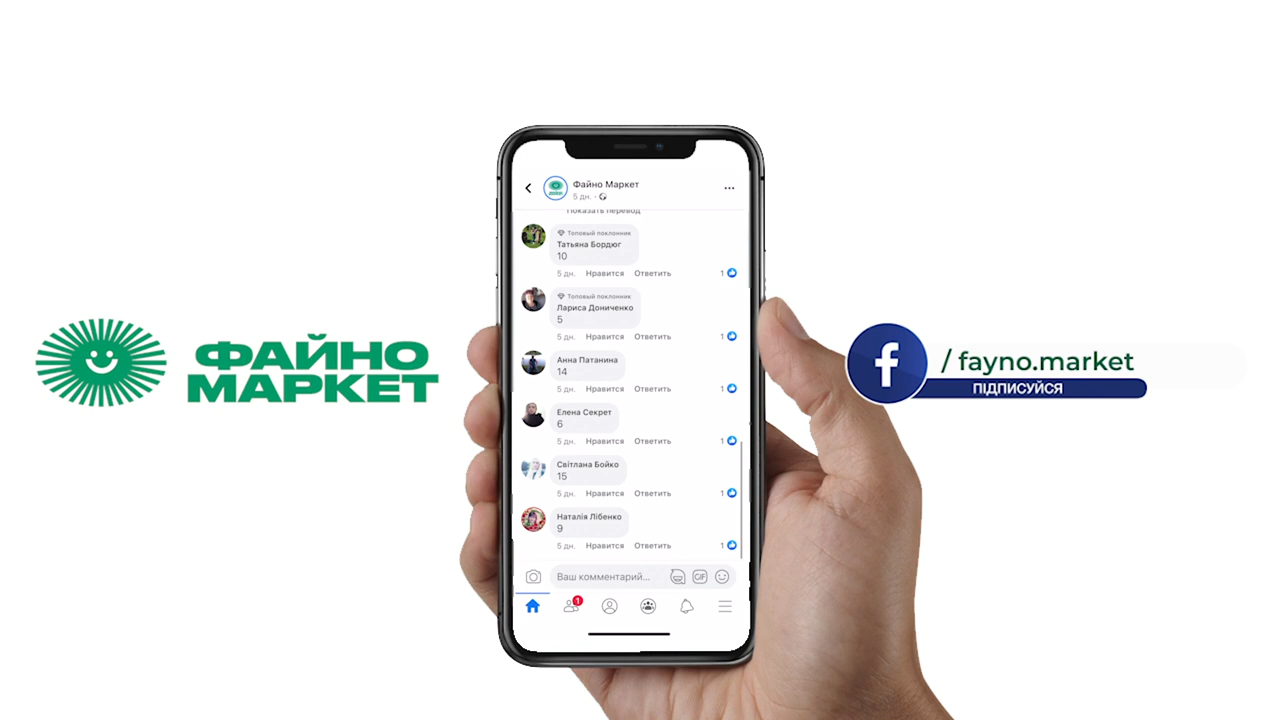 ФАЙНО
МАРКЕТ
Файно Маркет
5 дн. ·
Показать перевод
Топовый поклонник
Татьяна Бордюг
10
5 дн. Нравится Ответить 1
Топовый поклонник
Лариса Дониченко
5
5 дн. Нравится Ответить 1
Анна Патанина
14
5 дн. Нравится Ответить 1
Елена Секрет
6
5 дн. Нравится Ответить 1
Світлана Бойко
15
5 дн. Нравится Ответить 1
Наталія Лібенко
9
5 дн. Нравится Ответить 1
Ваш комментарий... GIF
1
/ fayno.market
ПІДПИСУЙСЯ